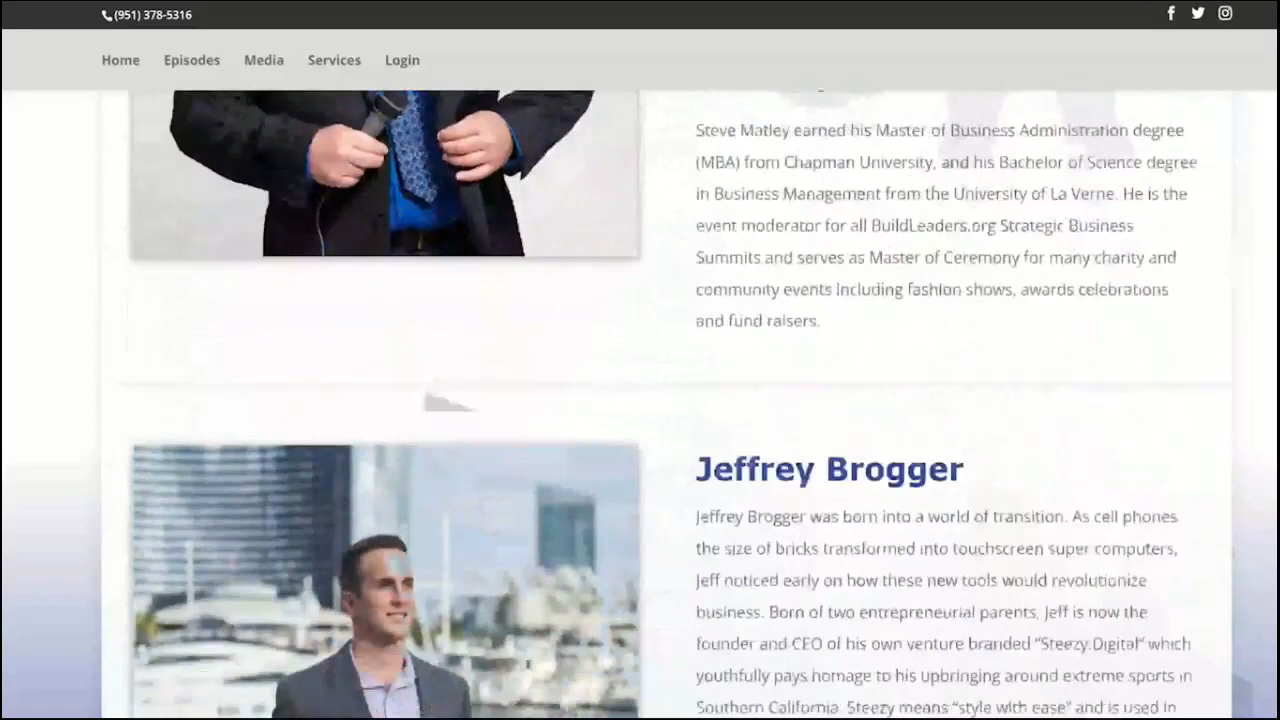 (951) 378-5316
Home Episodes Media Services Login
Steve Matley earned his Master of Business Administration degree
(MBA) from Chapman University, and his Bachelor of Science degree
in Business Management from the University of La Verne. He is the
event moderator for all BuildLeaders.org Strategic Business
Summits and serves as Master of Ceremony for many charity and
community events including fashion shows, awards celebrations
and fund raisers.
Jeffrey Brogger
Jeffrey Brogger was born into a world of transition. As cell phones
the size of bricks transformed into touchscreen super computers,
Jeff noticed early on how these new tools would revolutionize
business. Born of two entrepreneurial parents, Jeff is now the
founder and CEO of his own venture branded “Steezy.Digital” which
youthfully pays homage to his upbringing around extreme sports in
Southern California. Steezy means “style with ease” and is used in